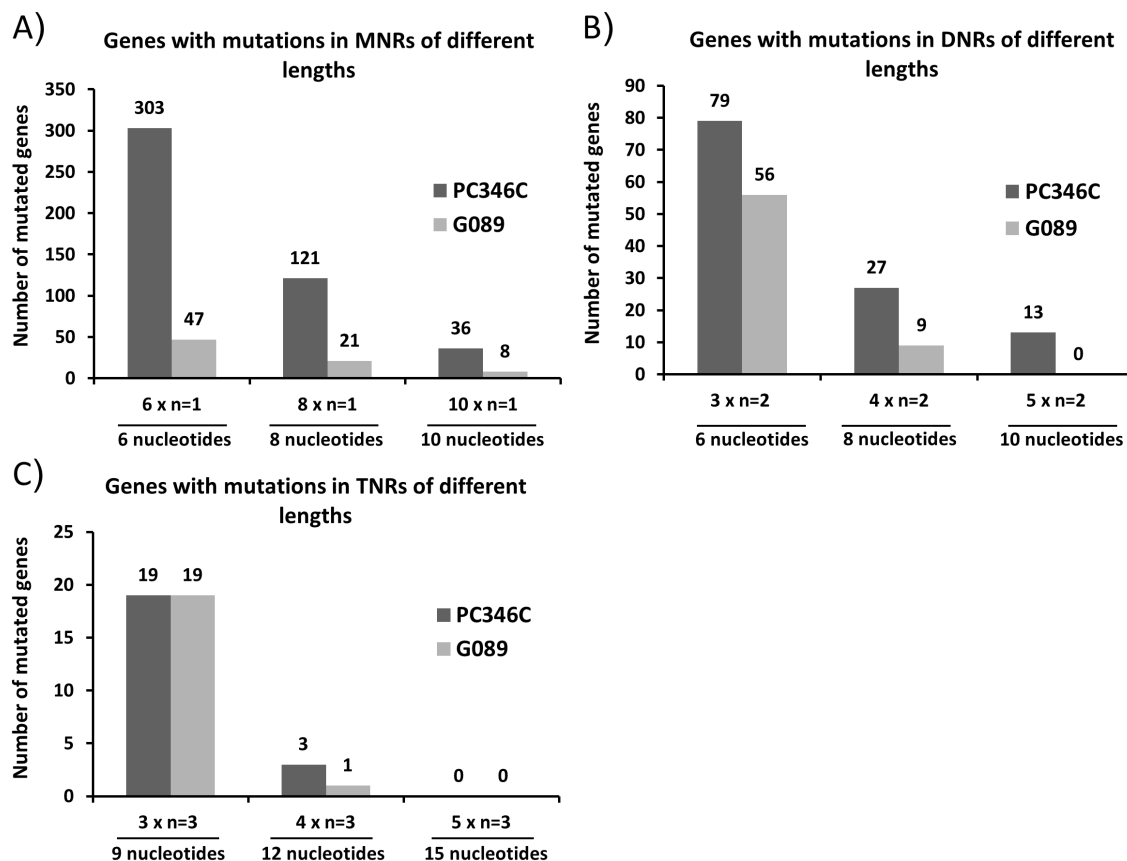 A)
Genes with mutations in MNRs of different
lengths
Number of mutated genes
350
300
250
200
150
100
50
0
303
47
121
21
36
8
PC346C
G089
6 x n=1
8 x n=1
10 x n=1
6 nucleotides
8 nucleotides
10 nucleotides
B)
Genes with mutations in DNRs of different
lengths
Number of mutated genes
90
80
70
60
50
40
30
20
10
0
79
56
27
9
13
0
PC346C
G089
3 x n=2
4 x n=2
5 x n=2
6 nucleotides
8 nucleotides
10 nucleotides
C)
Genes with mutations in TNRs of different
lengths
Number of mutated genes
25
20
15
10
5
0
19
19
3
1
0
0
PC346C
G089
3 x n=3
4 x n=3
5 x n=3
9 nucleotides
12 nucleotides
15 nucleotides